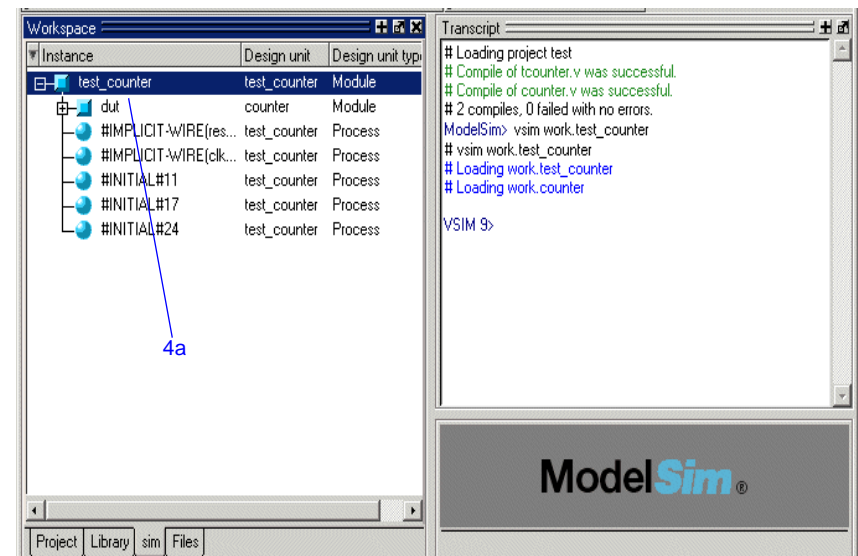 Workspace
Instance Design unit Design unit typ
test_counter test_counter Module
dut counter Module
#IMPLICIT-WIRE(res... test_counter Process
#IMPLICIT-WIRE(clk... test_counter Process
#INITIAL#11 test_counter Process
#INITIAL#17 test_counter Process
#INITIAL#24 test_counter Process
4a
Project Library sim Files
Transcript
# Loading project test
# Compile of tcounter.v was successful.
# Compile of counter.v was successful.
# 2 compiles, 0 failed with no errors.
ModelSim> vsim work.test_counter
# vsim work.test_counter
# Loading work.test_counter
# Loading work.counter
VSIM 9>
ModelSim®